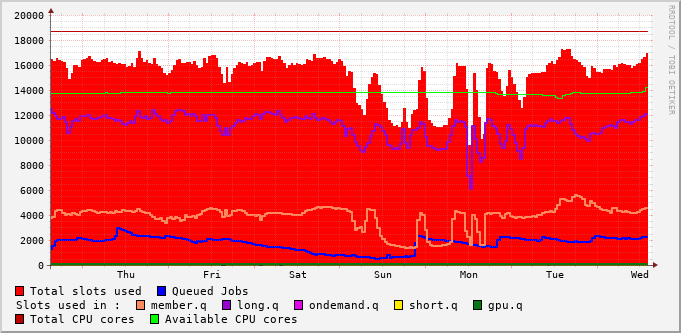 20000
18000
16000
14000
12000
10000
8000
6000
4000
2000
0
Thu Fri Sat Sun Mon Tue Wed
RRDTOOL / TOBI OETIKER
Total slots used Queued Jobs
Slots used in : member.q long.q ondemand.q short.q gpu.q
Total CPU cores Available CPU cores